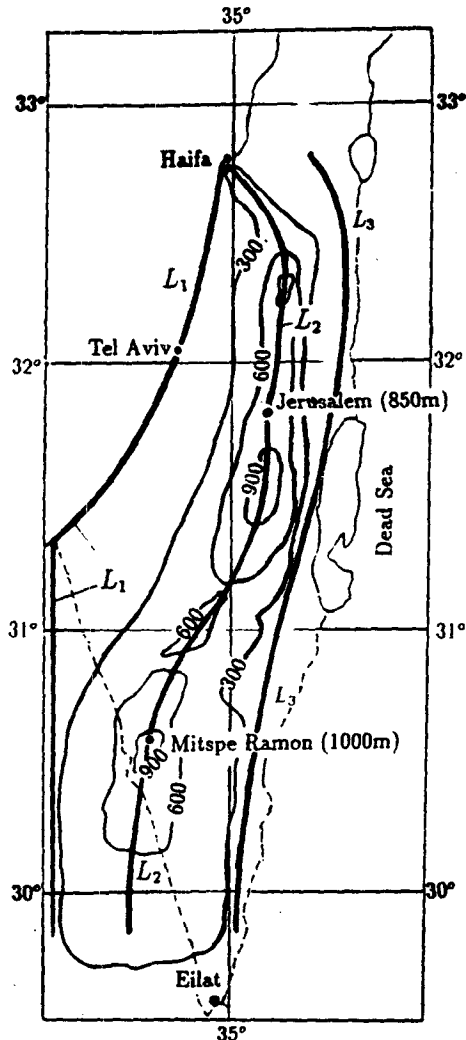 35°
33° 33°
Haifa
300
L3
L1
L2
Tel Aviv
32° 32°
600
Jerusalem (850m)
900
Dead Sea
L1
600
31° 31°
300
L3
Mitspe Ramon (1000m)
900
600
L2
30° 30°
Eilat
35°